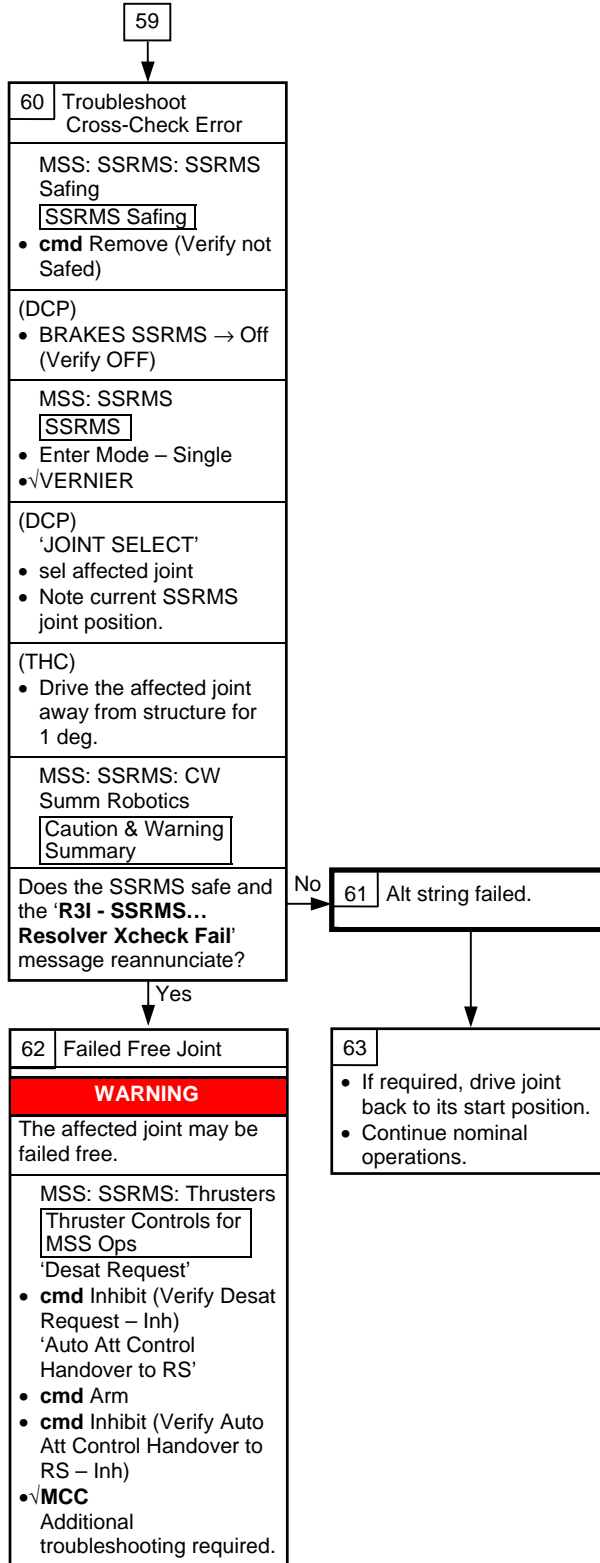 59
60 Troubleshoot
Cross-Check Error
MSS: SSRMS: SSRMS
Safing
SSRMS Safing
• cmd Remove (Verify not
Safed)
(DCP)
• BRAKES SSRMS → Off
(Verify OFF)
MSS: SSRMS
SSRMS
• Enter Mode – Single
•√VERNIER
(DCP)
‘JOINT SELECT’
• sel affected joint
• Note current SSRMS
joint position.
(THC)
• Drive the affected joint
away from structure for
1 deg.
MSS: SSRMS: CW
Summ Robotics
Caution & Warning
Summary
Does the SSRMS safe and
the ‘R3I - SSRMS…
Resolver Xcheck Fail’
message reannunciate?
No
61 Alt string failed.
Yes
62 Failed Free Joint
WARNING
The affected joint may be
failed free.
MSS: SSRMS: Thrusters
Thruster Controls for
MSS Ops
‘Desat Request’
• cmd Inhibit (Verify Desat
Request – Inh)
‘Auto Att Control
Handover to RS’
• cmd Arm
• cmd Inhibit (Verify Auto
Att Control Handover to
RS – Inh)
•√MCC
Additional
troubleshooting required.
63
• If required, drive joint
back to its start position.
• Continue nominal
operations.